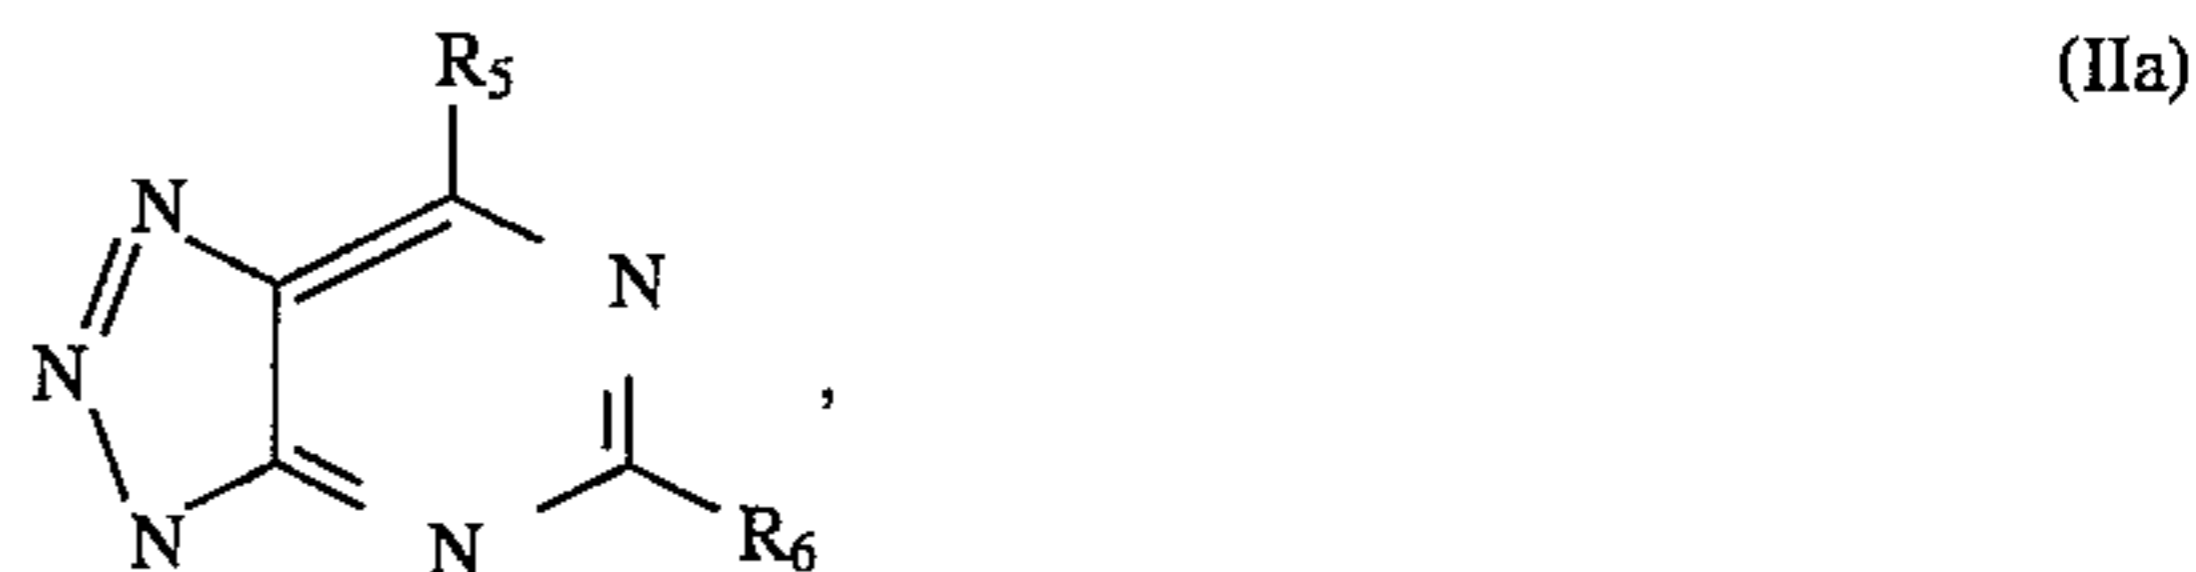 R₅ (IIa)
N
N
N ,
N N R₆